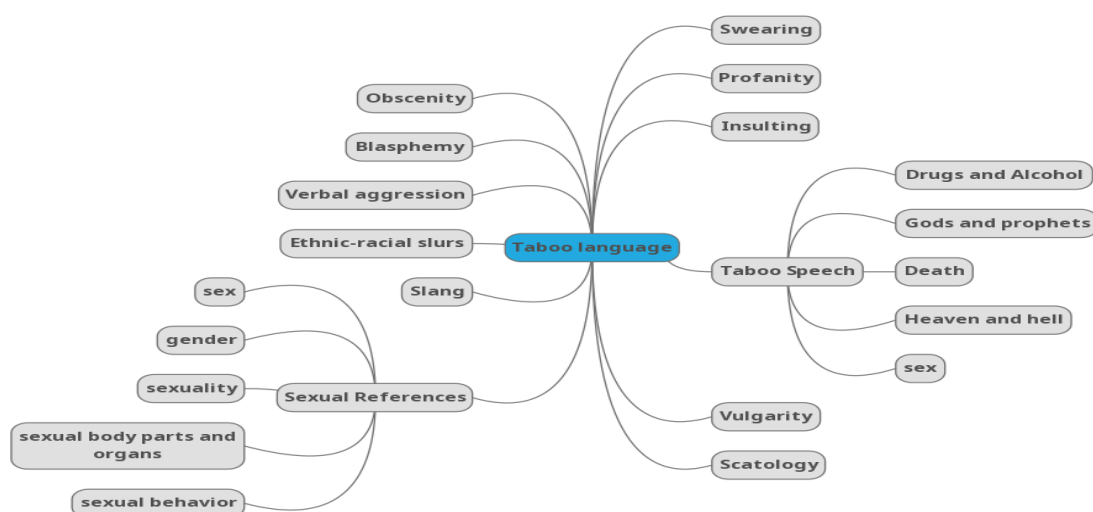 Swearing
Profanity
Insulting
Obscenity
Blasphemy
Verbal aggression
Ethnic-racial slurs
Slang
Taboo language
Taboo Speech
Drugs and Alcohol
Gods and prophets
Death
Heaven and hell
sex
Sexual References
sex
gender
sexuality
sexual body parts and
organs
sexual behavior
Vulgarity
Scatology